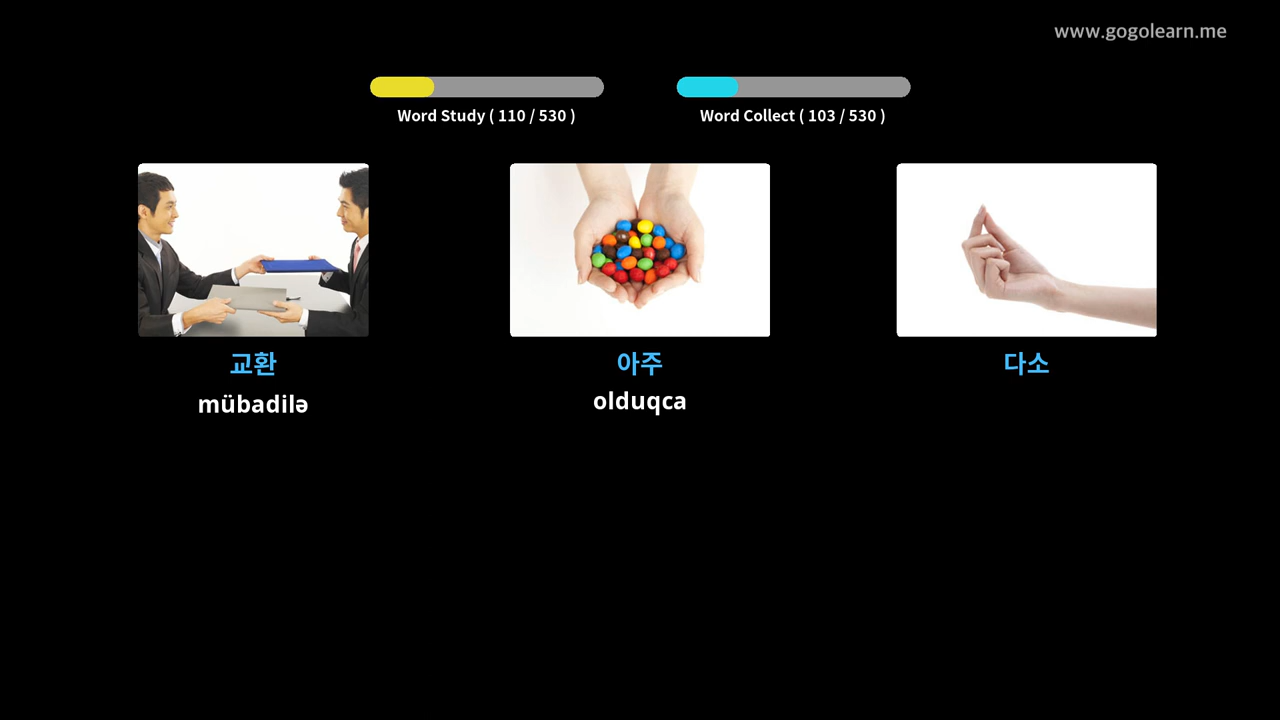 www.gogolearn.me
Word Study ( 110 / 530 )
Word Collect ( 103 / 530 )
교환
아주
다소
mübadilə
olduqca